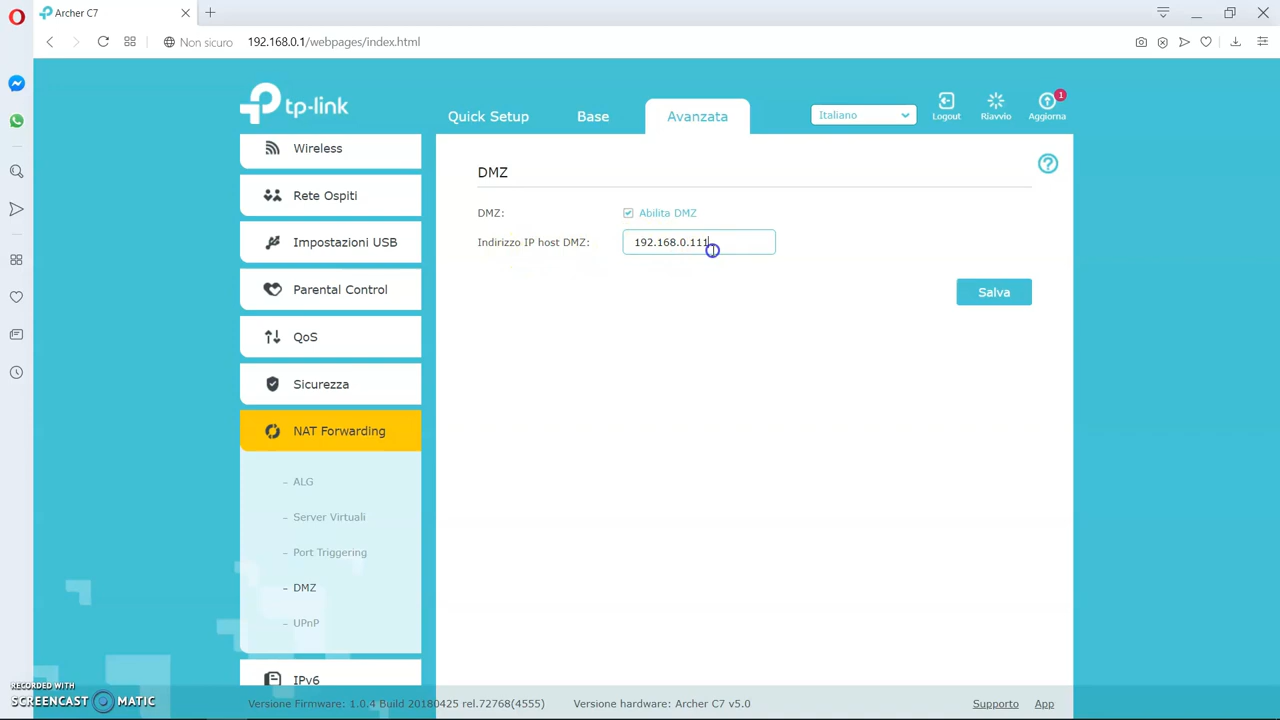 Archer C7
Non sicuro 192.168.0.1/webpages/index.html
tp-link
Quick Setup
Base
Avanzata
Italiano
Logout
Riavvio
1
Aggiorna
Wireless
Rete Ospiti
Impostazioni USB
Parental Control
QoS
Sicurezza
NAT Forwarding
- ALG
- Server Virtuali
- Port Triggering
- DMZ
- UPnP
IPv6
DMZ
?
DMZ: Abilita DMZ
Indirizzo IP host DMZ: 192.168.0.111
Salva
RECORDED WITH
SCREENCAST MATIC
Versione Firmware: 1.0.4 Build 20180425 rel.72768(4555) Versione hardware: Archer C7 v5.0 Supporto App